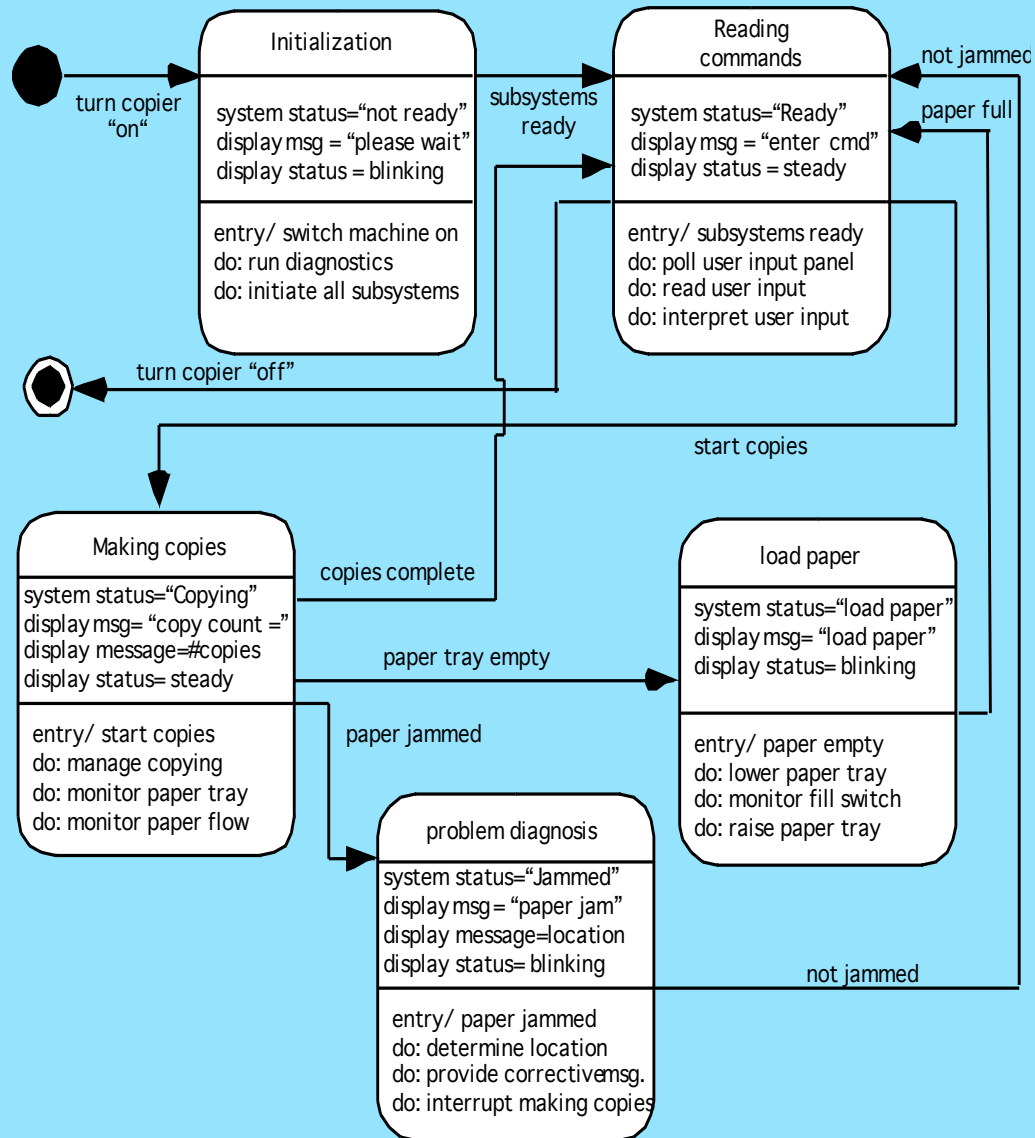 turn copier
“on“
Initialization
system status=“not ready”
display msg = “please wait”
display status = blinking
entry/ switch machine on
do: run diagnostics
do: initiate all subsystems
subsystems
ready
Reading
commands
system status=“Ready”
display msg = “enter cmd”
display status = steady
entry/ subsystems ready
do: poll user input panel
do: read user input
do: interpret user input
not jammed
paper full
turn copier “off”
start copies
Making copies
system status=“Copying”
display msg= “copy count =”
display message=#copies
display status= steady
entry/ start copies
do: manage copying
do: monitor paper tray
do: monitor paper flow
copies complete
paper tray empty
paper jammed
load paper
system status=“load paper”
display msg= “load paper”
display status= blinking
entry/ paper empty
do: lower paper tray
do: monitor fill switch
do: raise paper tray
problem diagnosis
system status=“Jammed”
display msg = “paper jam”
display message=location
display status= blinking
entry/ paper jammed
do: determine location
do: provide corrective msg.
do: interrupt making copies
not jammed